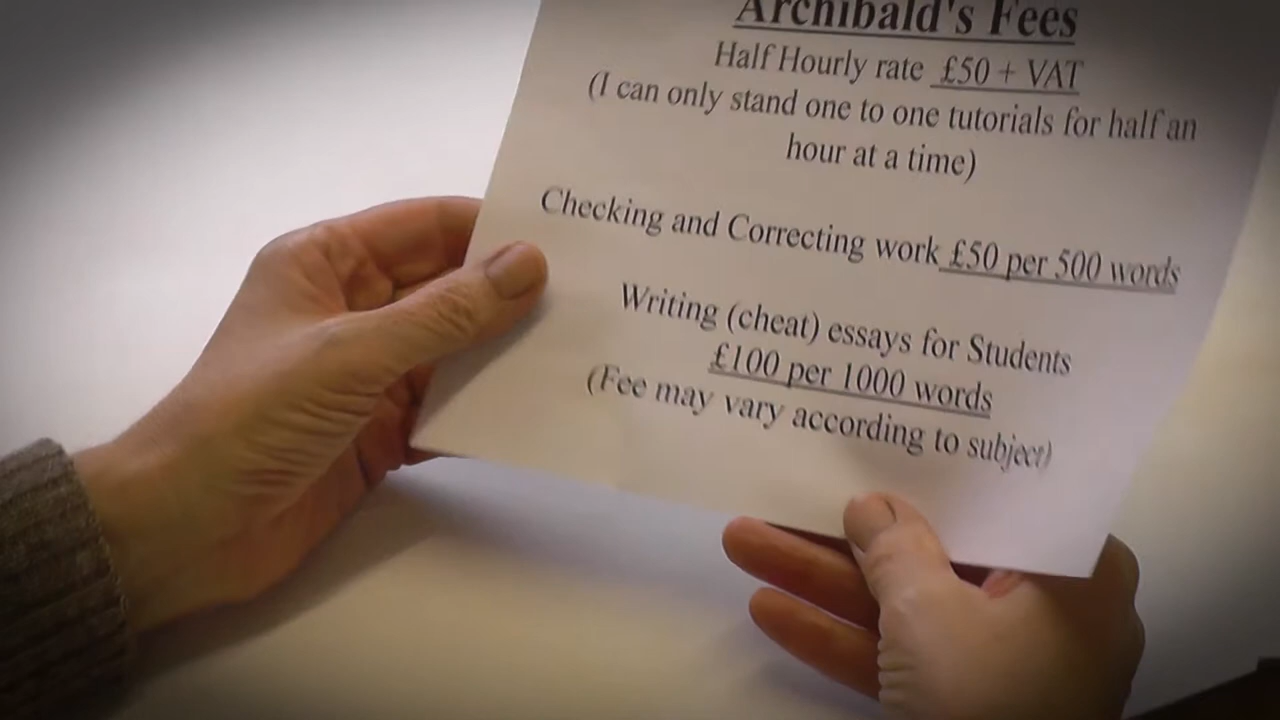 Archibald's Fees
Half Hourly rate £50 + VAT
(I can only stand one to one tutorials for half an
hour at a time)
Checking and Correcting work £50 per 500 words
Writing (cheat) essays for Students
£100 per 1000 words
(Fee may vary according to subject)